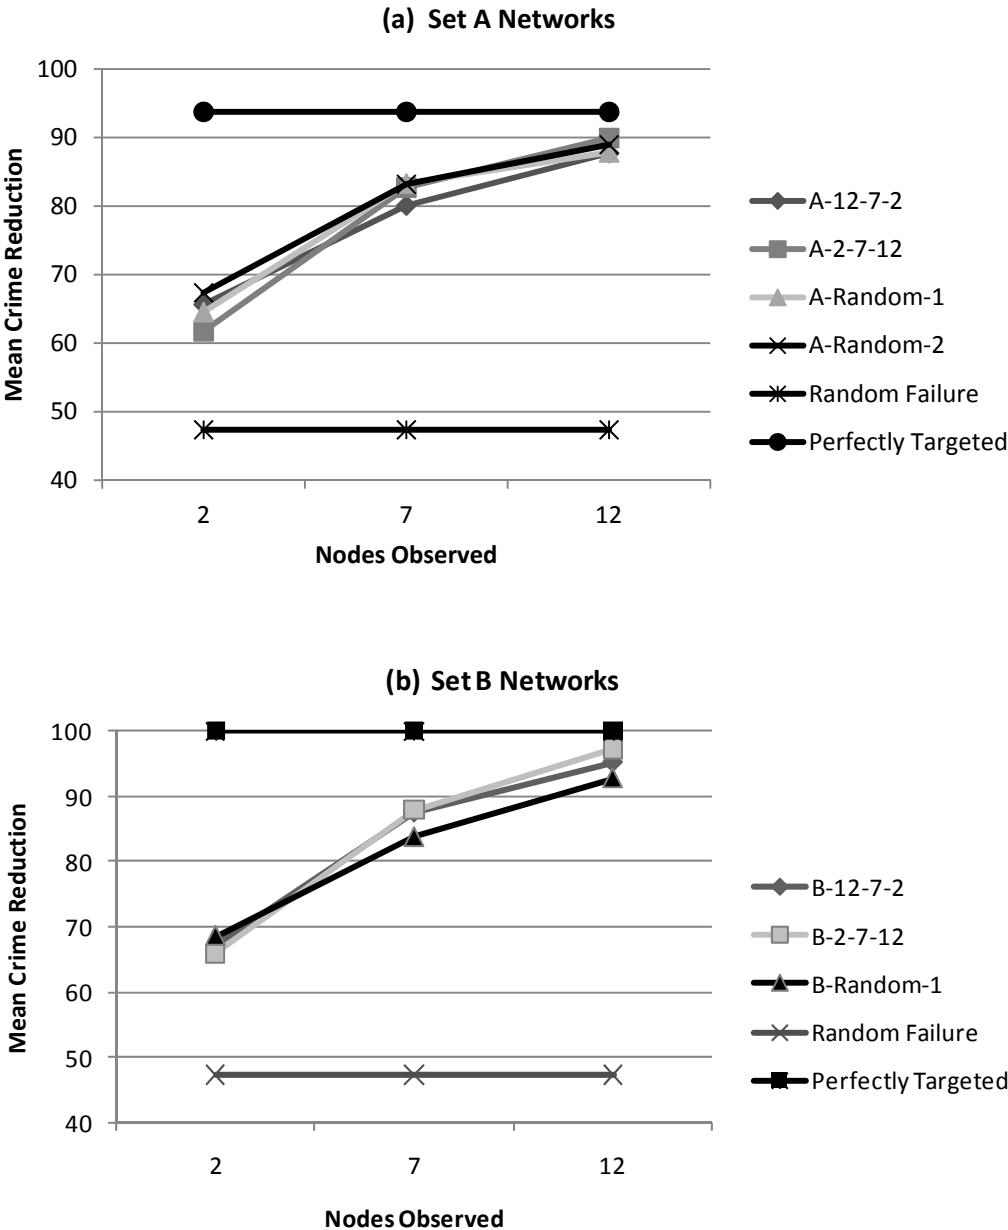 (a) Set A Networks
100
90
80
70
60
50
40
Mean Crime Reduction
2 7 12
Nodes Observed
A-12-7-2
A-2-7-12
A-Random-1
A-Random-2
Random Failure
Perfectly Targeted
(b) Set B Networks
100
90
80
70
60
50
40
Mean Crime Reduction
2 7 12
Nodes Observed
B-12-7-2
B-2-7-12
B-Random-1
Random Failure
Perfectly Targeted